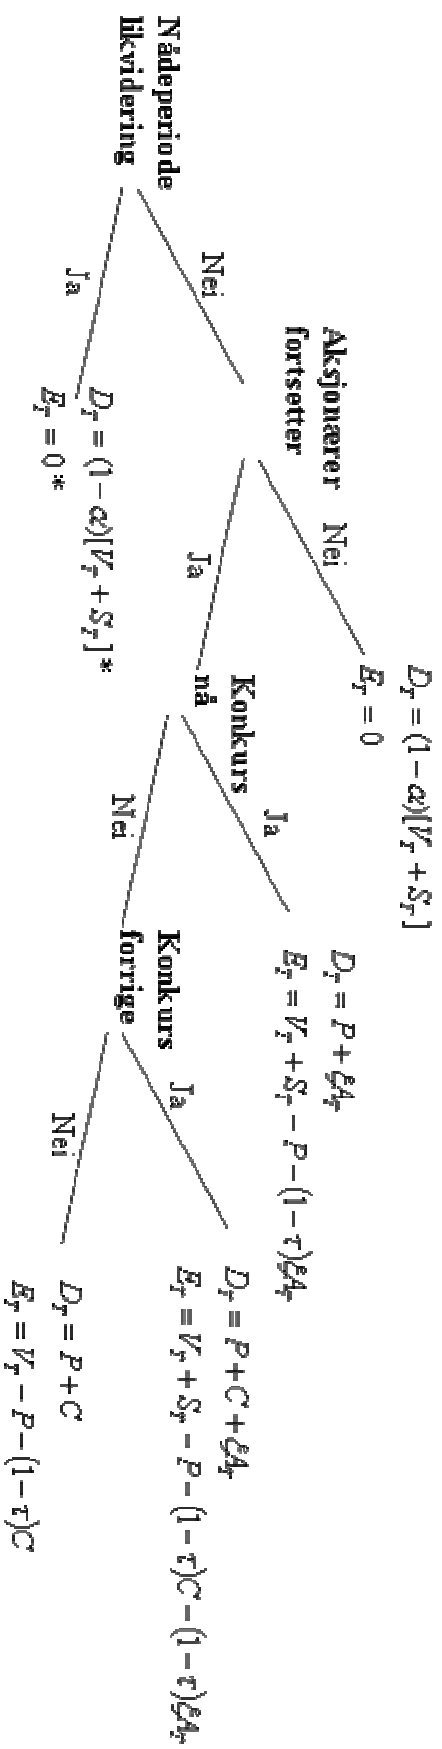 Nådeperiode
likvidering
Nei
Ja
D_T = (1-α)[V_T + S_T]*
E_T = 0*
Aksjonærer
fortsetter
Nei
Ja
D_T = (1-α)[V_T + S_T]
E_T = 0
Konkurs
nå
Ja
Nei
D_T = P + ξA_T
E_T = V_T + S_T - P - (1-τ)ξA_T
Konkurs
forrige
Ja
Nei
D_T = P + C + ξA_T
E_T = V_T + S_T - P - (1-τ)C - (1-τ)ξA_T
D_T = P + C
E_T = V_T - P - (1-τ)C